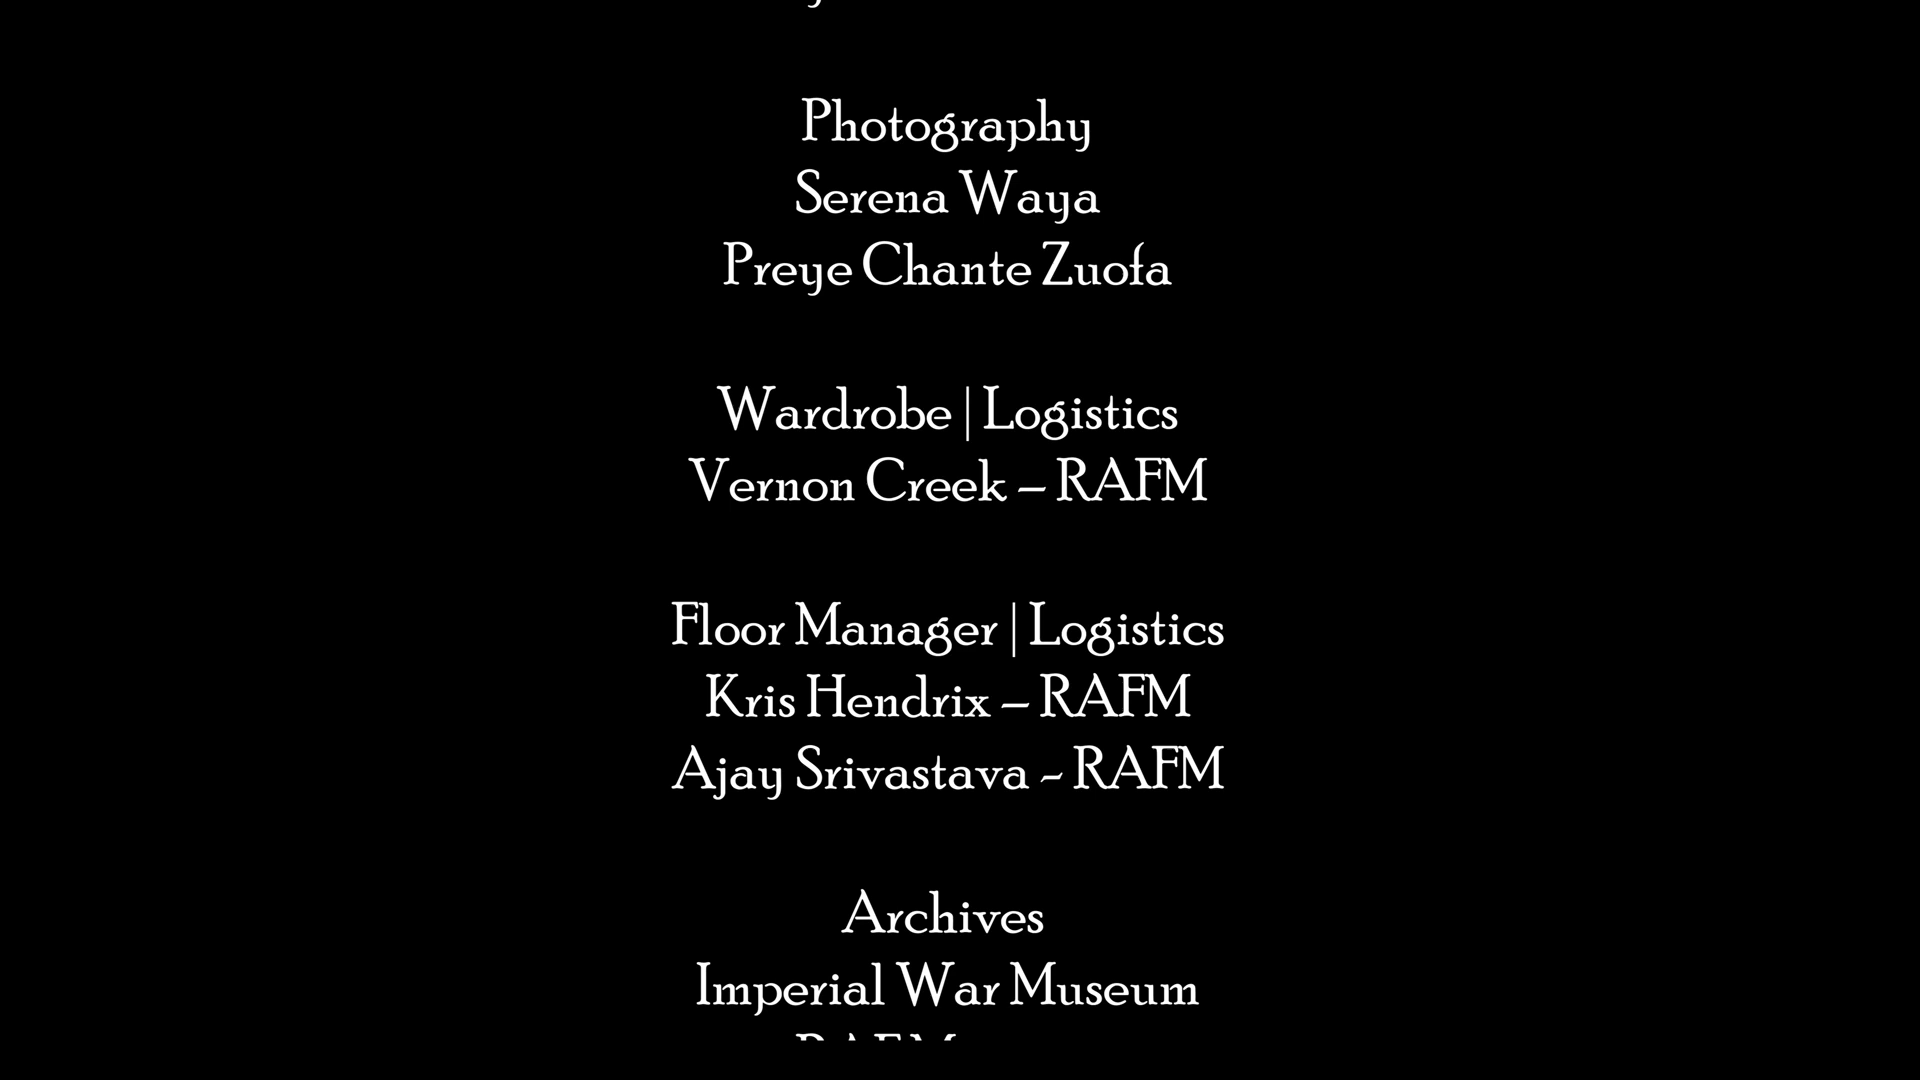 Photography
Serena Waya
Preye Chante Zuofa
Wardrobe | Logistics
Vernon Creek – RAFM
Floor Manager | Logistics
Kris Hendrix – RAFM
Ajay Srivastava - RAFM
Archives
Imperial War Museum
RAFM